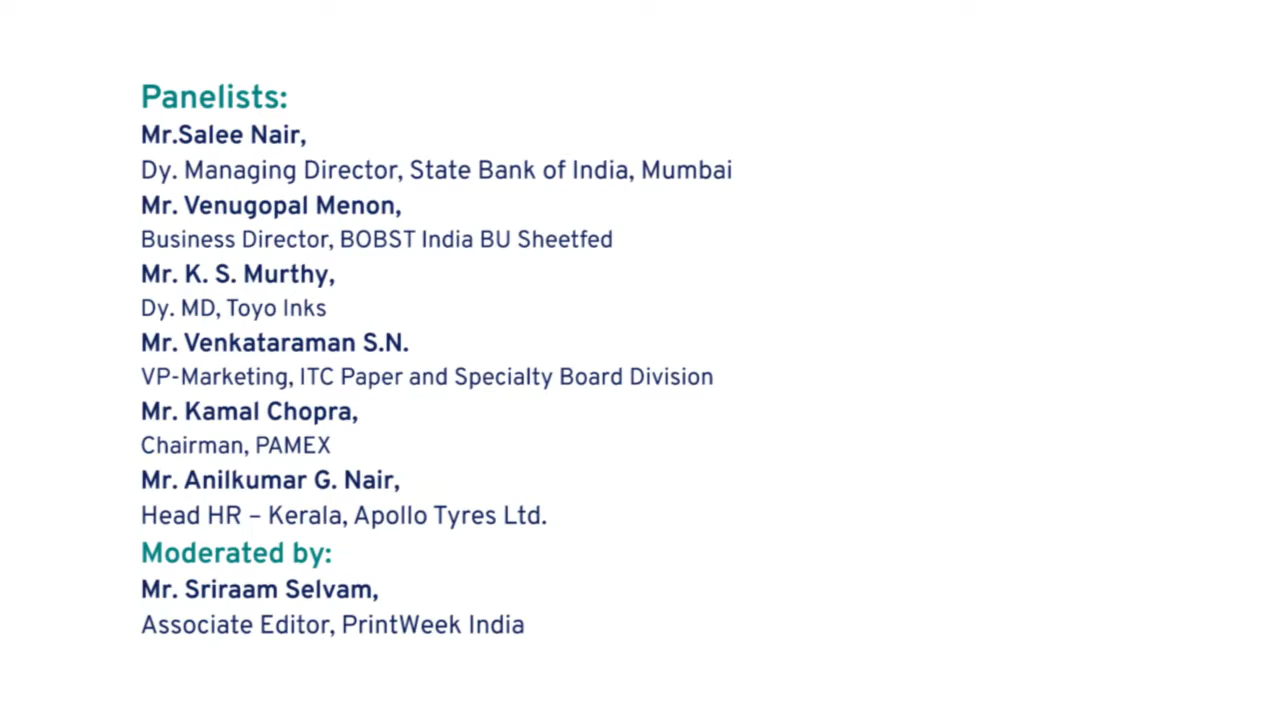 Panelists:
Mr.Salee Nair,
Dy. Managing Director, State Bank of India, Mumbai
Mr. Venugopal Menon,
Business Director, BOBST India BU Sheetfed
Mr. K. S. Murthy,
Dy. MD, Toyo Inks
Mr. Venkataraman S.N.
VP-Marketing, ITC Paper and Specialty Board Division
Mr. Kamal Chopra,
Chairman, PAMEX
Mr. Anilkumar G. Nair,
Head HR – Kerala, Apollo Tyres Ltd.
Moderated by:
Mr. Sriraam Selvam,
Associate Editor, PrintWeek India